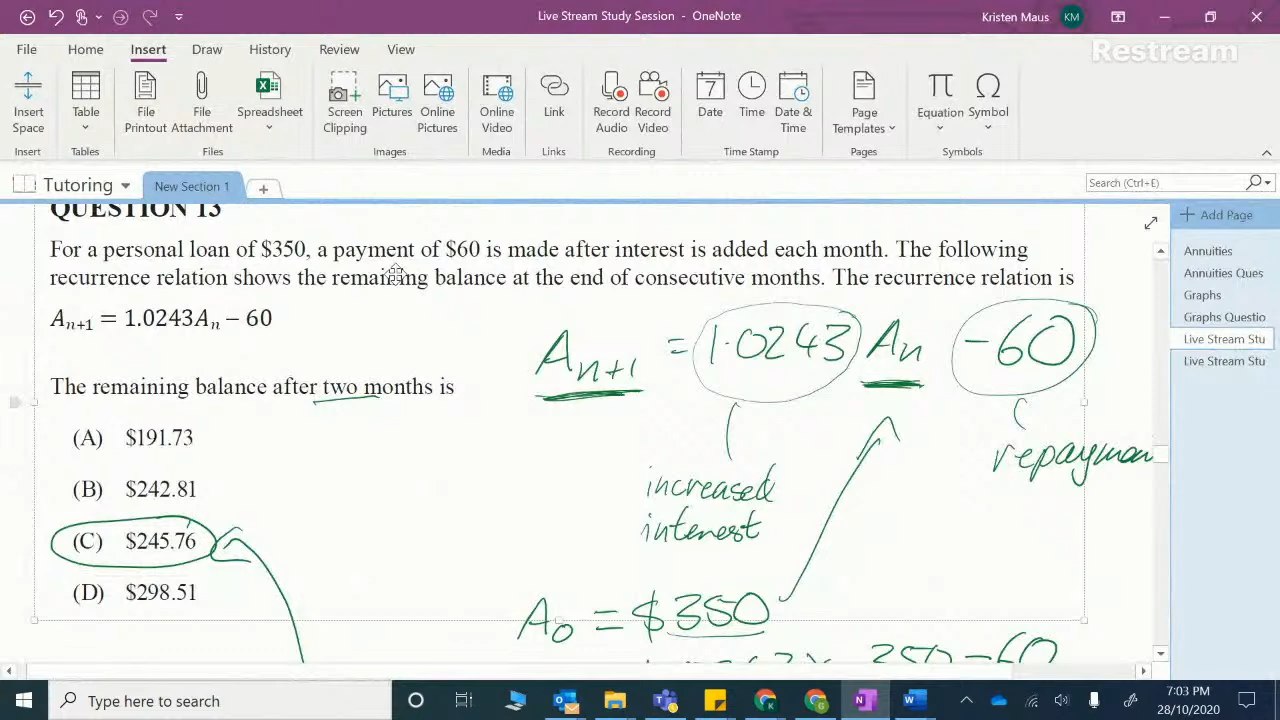 Live Stream Study Session - OneNote
Kristen Maus
KM
Restream
File
Home
Insert
Draw
History
Review
View
Insert Space
Table
File Printout
File Attachment
Spreadsheet
Screen Clipping
Pictures
Online Pictures
Online Video
Link
Record Audio
Record Video
Date
Time
Date & Time
Page Templates
Equation
Symbol
Insert
Tables
Files
Images
Media
Links
Recording
Time Stamp
Pages
Symbols
Tutoring
New Section 1
Search (Ctrl+E)
Add Page
Annuities
Annuities Ques
Graphs
Graphs Questio
Live Stream Stu
Live Stream Stu
QUESTION 13
For a personal loan of $350, a payment of $60 is made after interest is added each month. The following
recurrence relation shows the remaining balance at the end of consecutive months. The recurrence relation is
Aₙ₊₁ = 1.0243Aₙ − 60
Aₙ₊₁ = 1.0243 Aₙ −60
The remaining balance after two months is
(A) $191.73
(B) $242.81
(C) $245.76
(D) $298.51
increased
interest
repaymen
A₀ = $350
350 −60
Type here to search
7:03 PM
28/10/2020